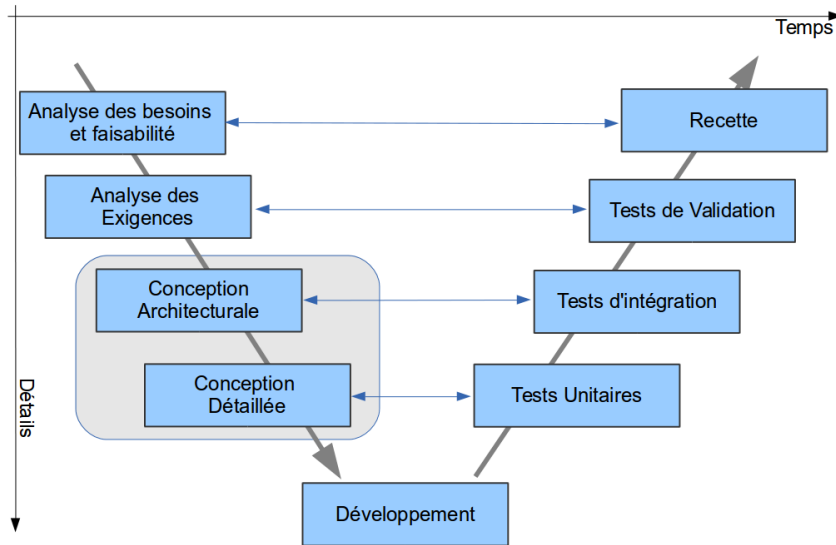 Temps
Analyse des besoins
et faisabilité
Recette
Analyse des
Exigences
Tests de Validation
Conception
Architecturale
Tests d'intégration
Conception
Détaillée
Tests Unitaires
Détails
Développement